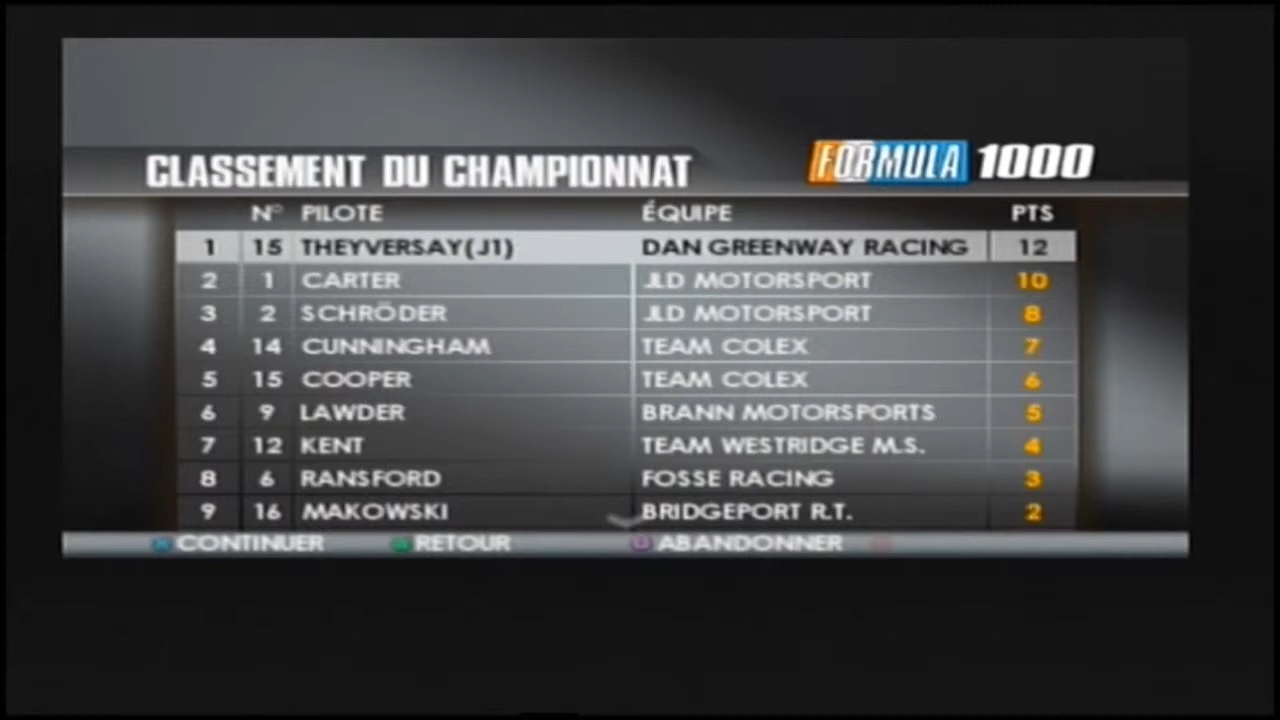 CLASSEMENT DU CHAMPIONNAT FORMULA 1000
N° PILOTE ÉQUIPE PTS
1 15 THEYVERSAY(J1) DAN GREENWAY RACING 12
2 1 CARTER JLD MOTORSPORT 10
3 2 SCHRÖDER JLD MOTORSPORT 8
4 14 CUNNINGHAM TEAM COLEX 7
5 15 COOPER TEAM COLEX 6
6 9 LAWDER BRANN MOTORSPORTS 5
7 12 KENT TEAM WESTRIDGE M.S. 4
8 6 RANSFORD FOSSE RACING 3
9 16 MAKOWSKI BRIDGEPORT R.T. 2
CONTINUER RETOUR ABANDONNER